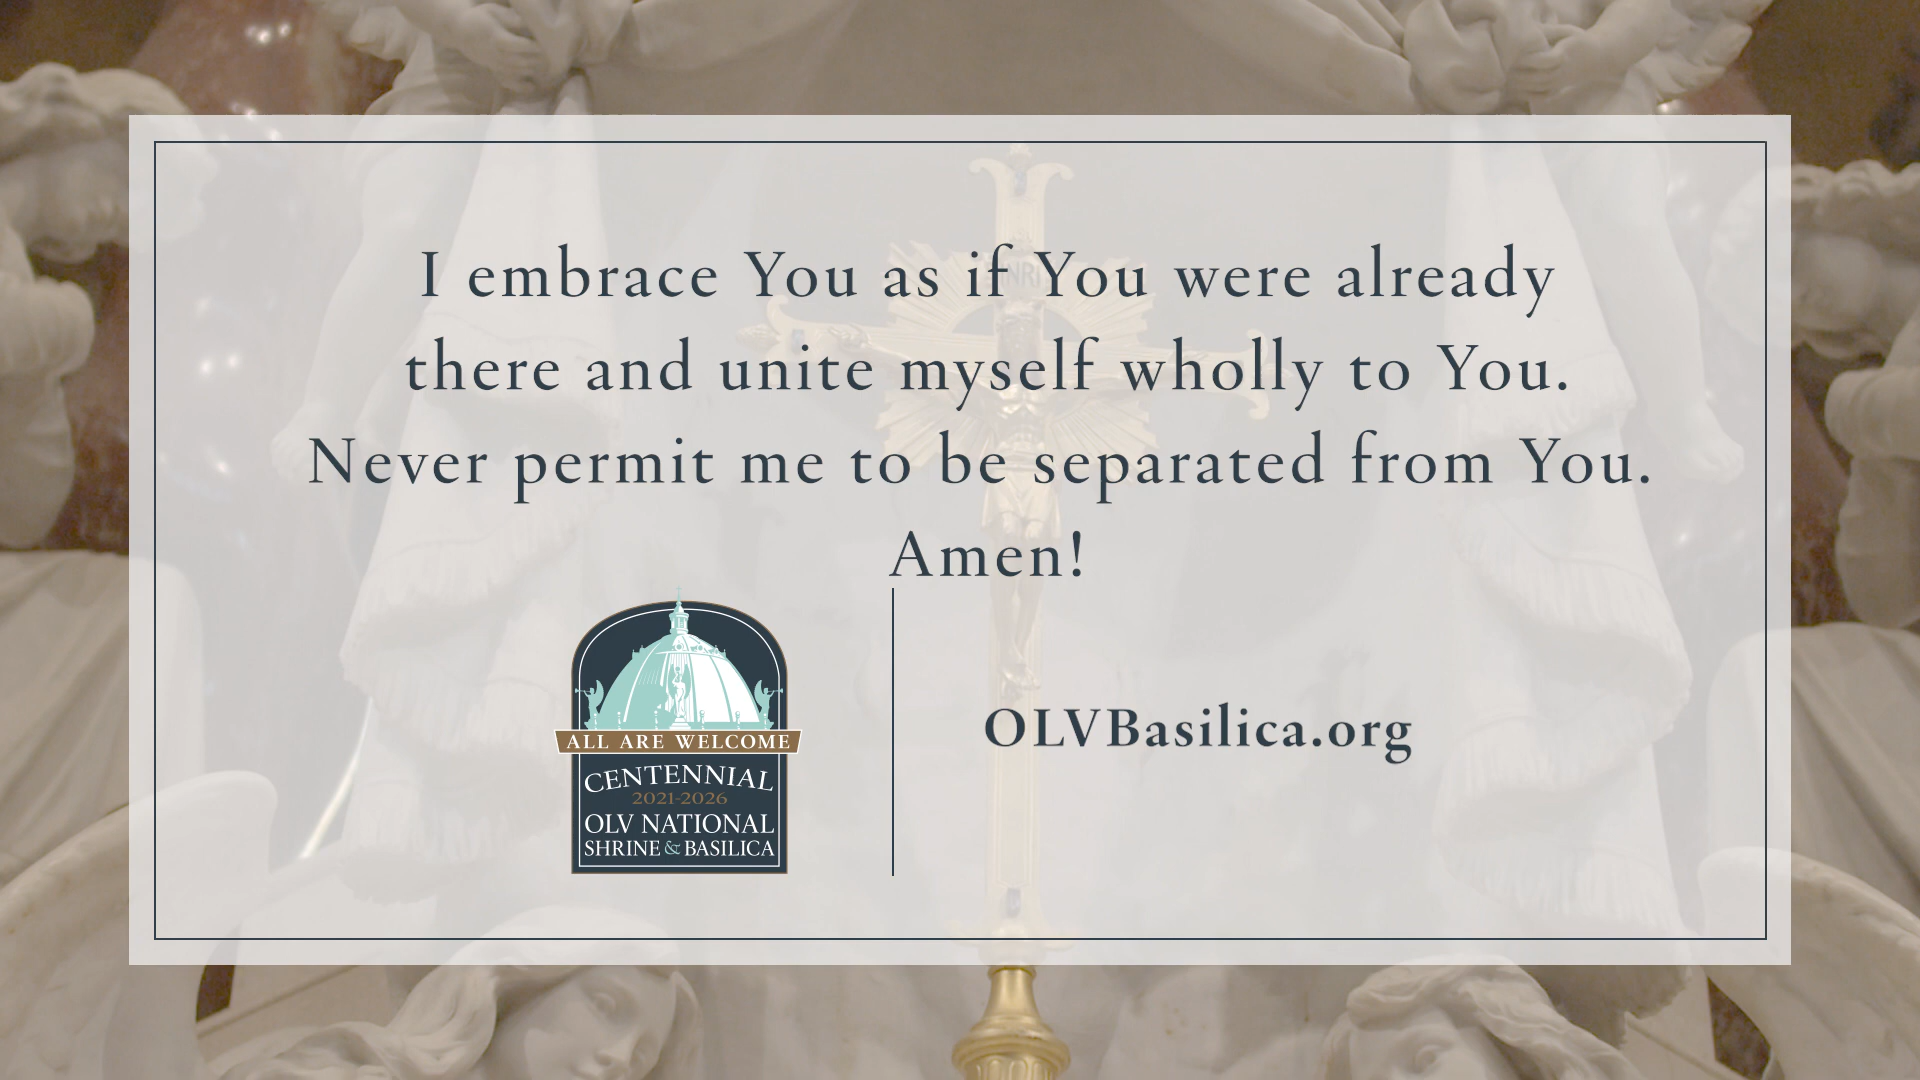 I embrace You as if You were already
there and unite myself wholly to You.
Never permit me to be separated from You.
Amen!
ALL ARE WELCOME
CENTENNIAL
2021-2026
OLV NATIONAL
SHRINE & BASILICA
OLVBasilica.org
INRI